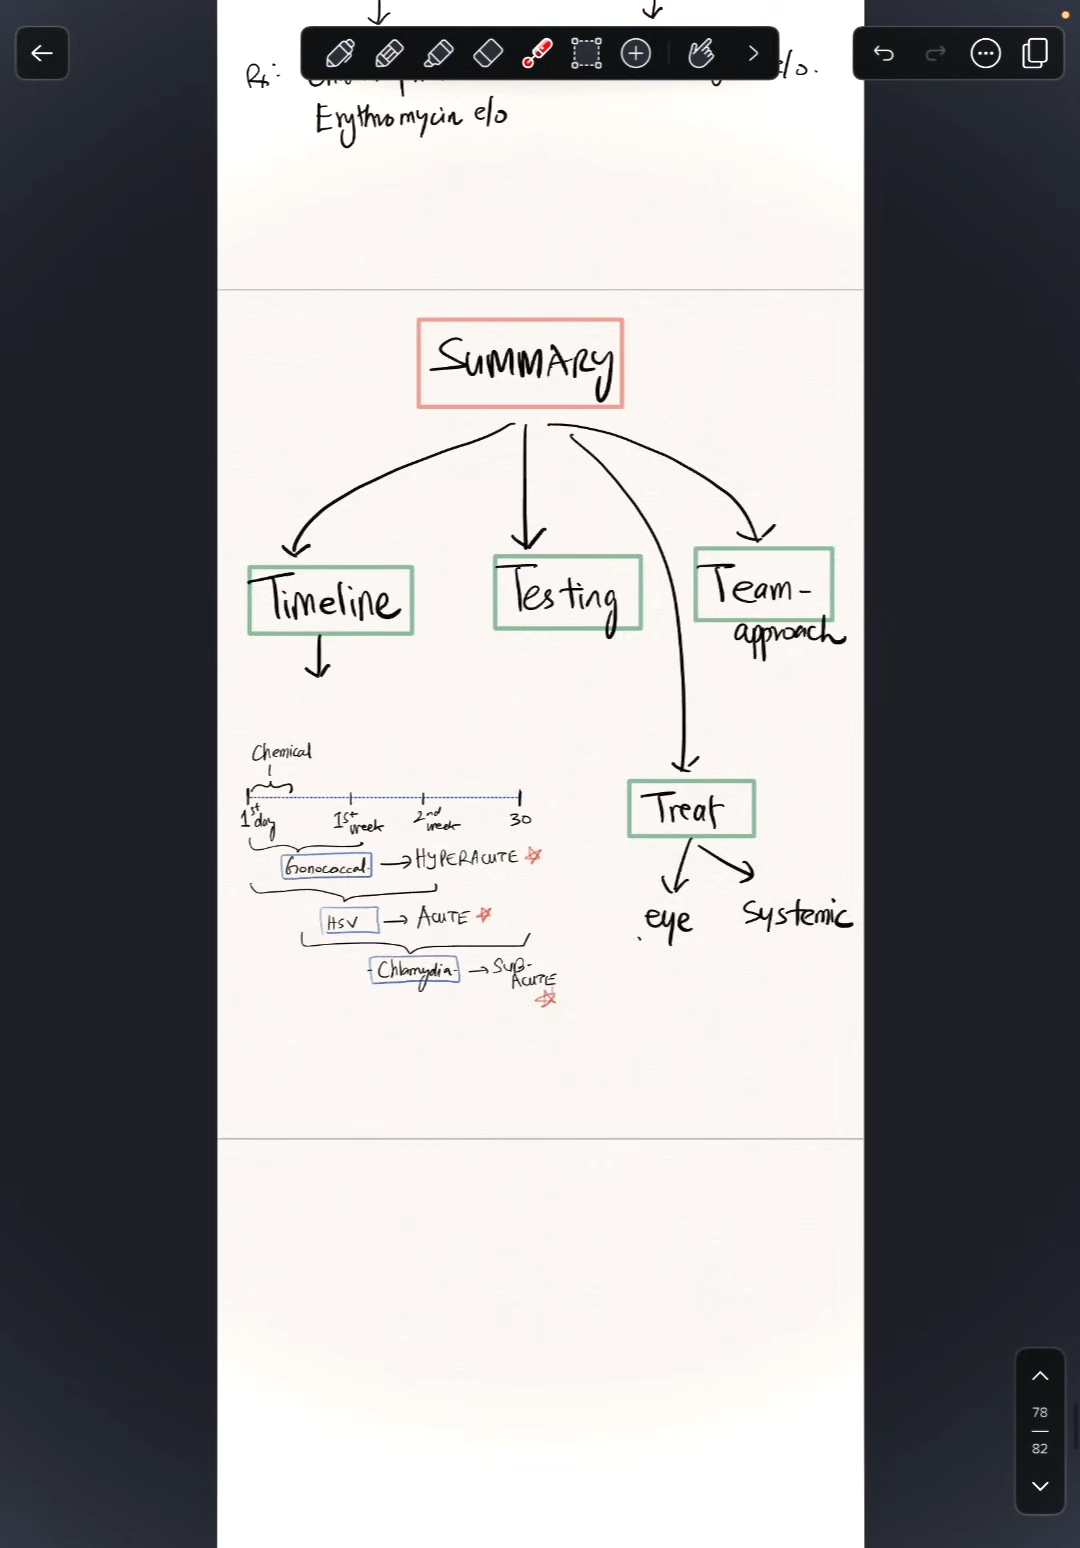 Rx:
e/o.
Erythromycin e/o
SUMMARY
Timeline
Testing
Team-
approach
Chemical
1st day
1st week
2nd week
30
Treat
Gonococcal → HYPERACUTE
HSV → ACUTE
eye
Systemic
Chlamydia → SUB-
ACUTE
78
82